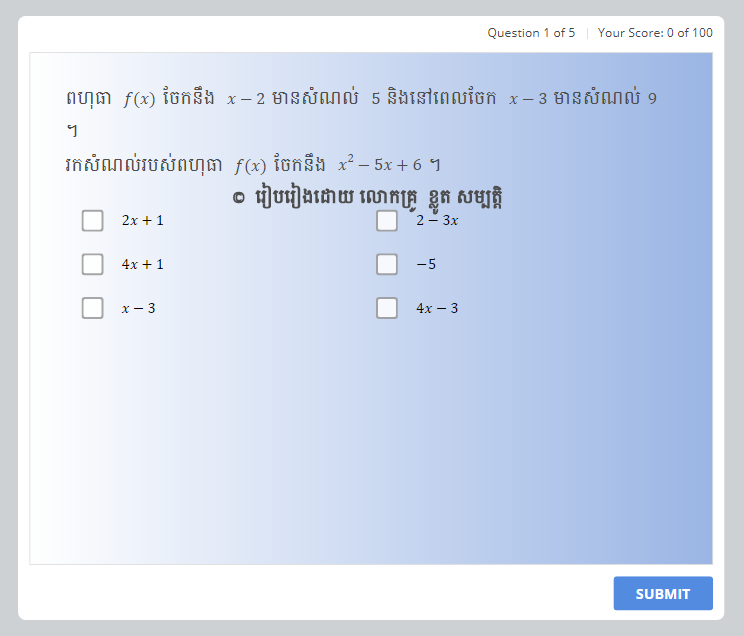 Question 1 of 5 | Your Score: 0 of 100
ពហុធា f(x) ចែកនឹង x − 2 មានសំណល់ 5 និងនៅពេលចែក x − 3 មានសំណល់ 9
។
រកសំណល់របស់ពហុធា f(x) ចែកនឹង x² − 5x + 6 ។
© រៀបរៀងដោយ លោកគ្រូ ខ្លូត សម្បត្តិ
2x + 1 2 − 3x
4x + 1 −5
x − 3 4x − 3
SUBMIT